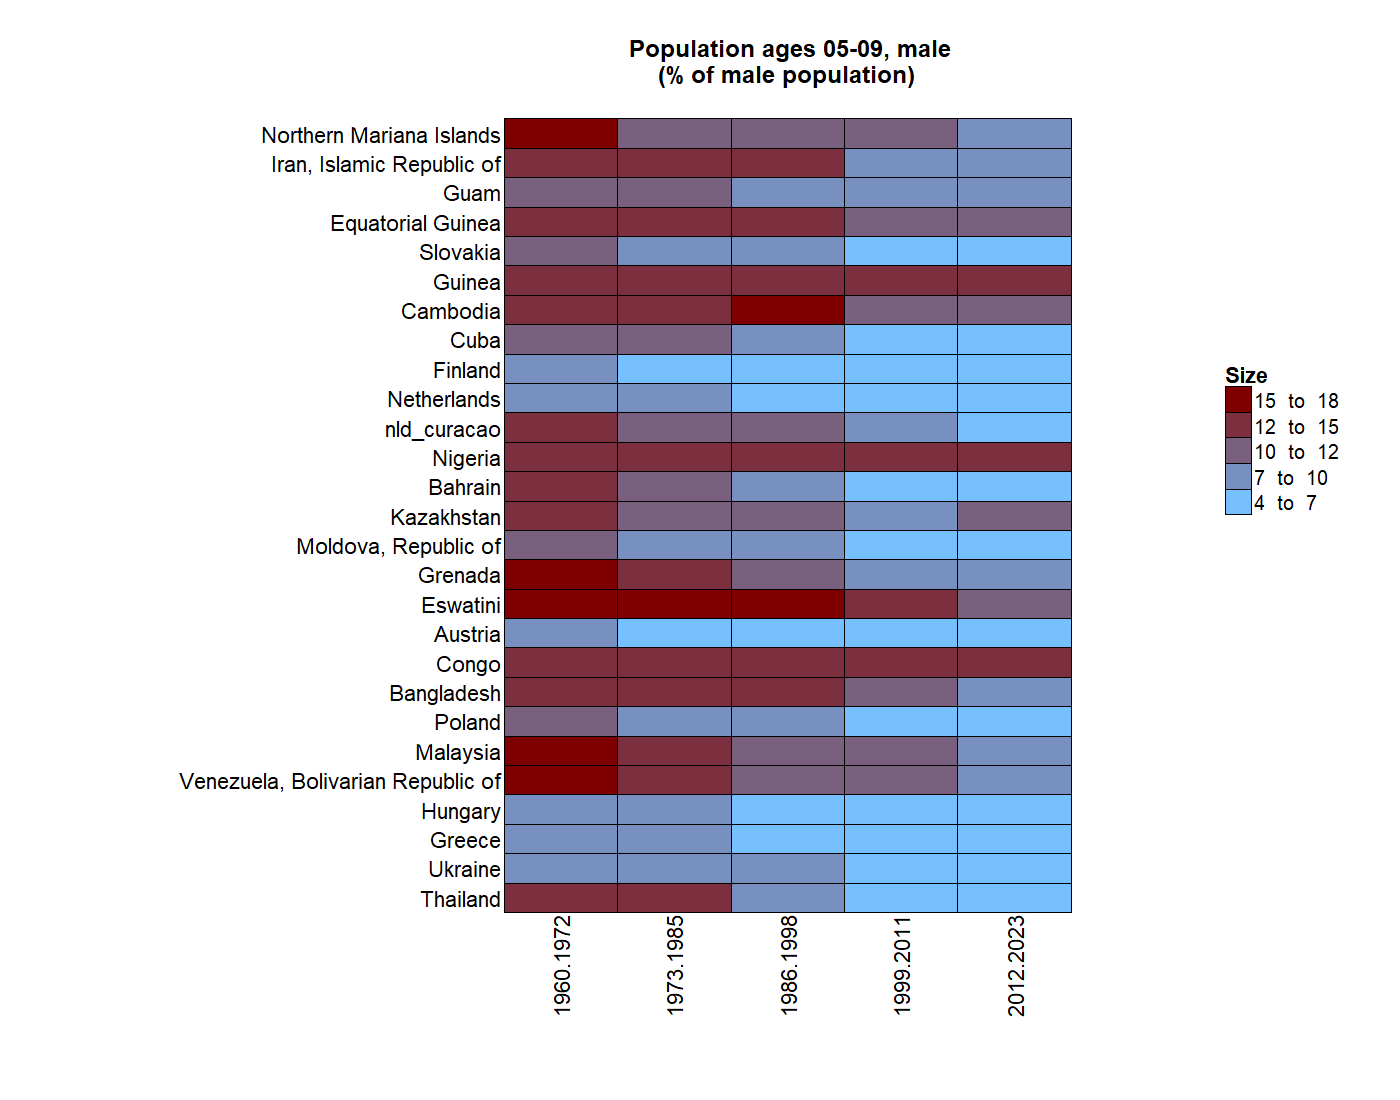 Population ages 05-09, male
(% of male population)
Northern Mariana Islands
Iran, Islamic Republic of
Guam
Equatorial Guinea
Slovakia
Guinea
Cambodia
Cuba
Finland
Netherlands
nld_curacao
Nigeria
Bahrain
Kazakhstan
Moldova, Republic of
Grenada
Eswatini
Austria
Congo
Bangladesh
Poland
Malaysia
Venezuela, Bolivarian Republic of
Hungary
Greece
Ukraine
Thailand
1960.1972
1973.1985
1986.1998
1999.2011
2012.2023
Size
15 to 18
12 to 15
10 to 12
7 to 10
4 to 7